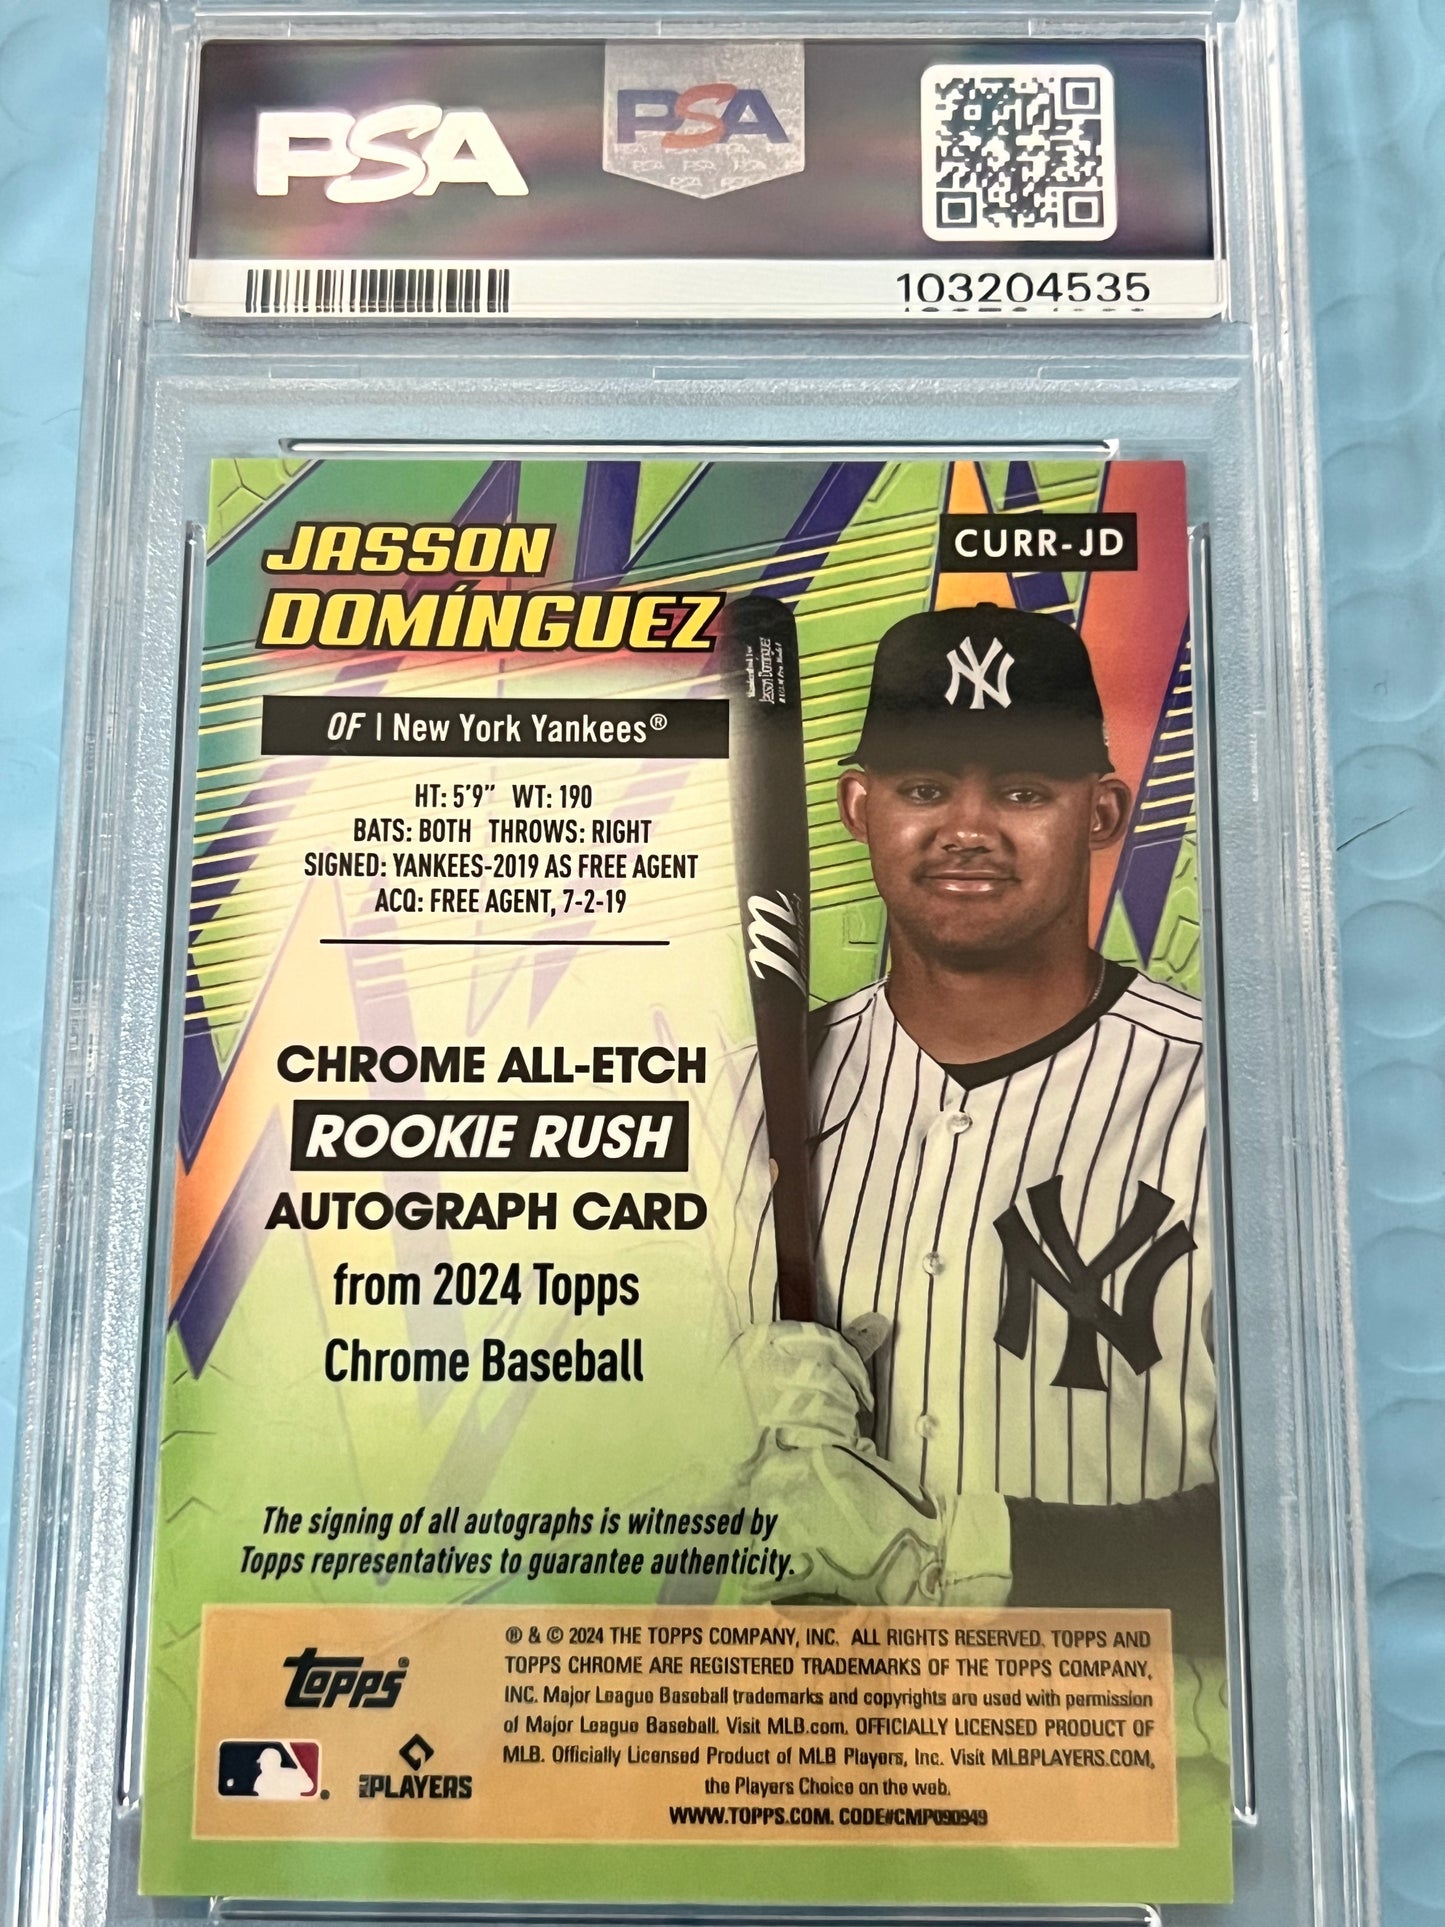 PSA
PSA
103204535
JASSON
DOMÍNGUEZ
CURR-JD
OF | New York Yankees®
HT: 5'9" WT: 190
BATS: BOTH THROWS: RIGHT
SIGNED: YANKEES-2019 AS FREE AGENT
ACQ: FREE AGENT, 7-2-19
CHROME ALL-ETCH
ROOKIE RUSH
AUTOGRAPH CARD
from 2024 Topps
Chrome Baseball
The signing of all autographs is witnessed by
Topps representatives to guarantee authenticity.
® & © 2024 THE TOPPS COMPANY, INC. ALL RIGHTS RESERVED. TOPPS AND
TOPPS CHROME ARE REGISTERED TRADEMARKS OF THE TOPPS COMPANY,
INC. Major League Baseball trademarks and copyrights are used with permission
of Major League Baseball. Visit MLB.com. OFFICIALLY LICENSED PRODUCT OF
MLB. Officially Licensed Product of MLB Players, Inc. Visit MLBPLAYERS.COM,
the Players Choice on the web.
WWW.TOPPS.COM. CODE#CMP090949
Topps®
PLAYERS
NY
NY